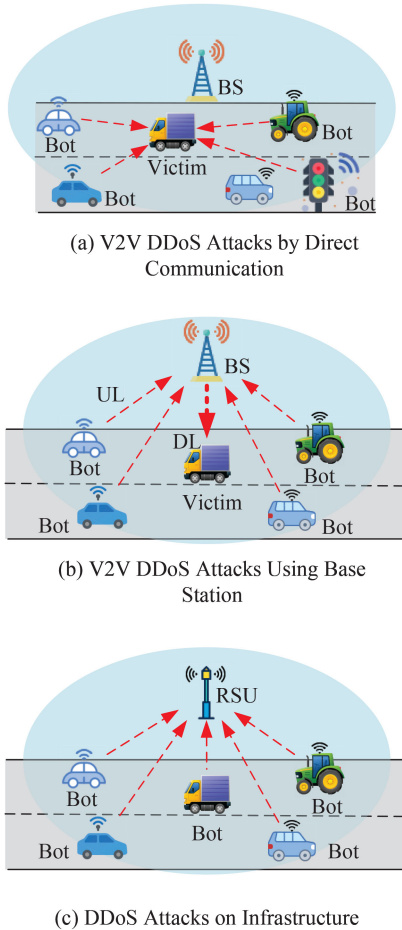 BS
Bot
Victim
Bot
Bot
Bot
(a) V2V DDoS Attacks by Direct
Communication
BS
UL
DL
Bot
Bot
Victim
Bot
Bot
(b) V2V DDoS Attacks Using Base
Station
RSU
Bot
Bot
Bot
Bot
Bot
(c) DDoS Attacks on Infrastructure